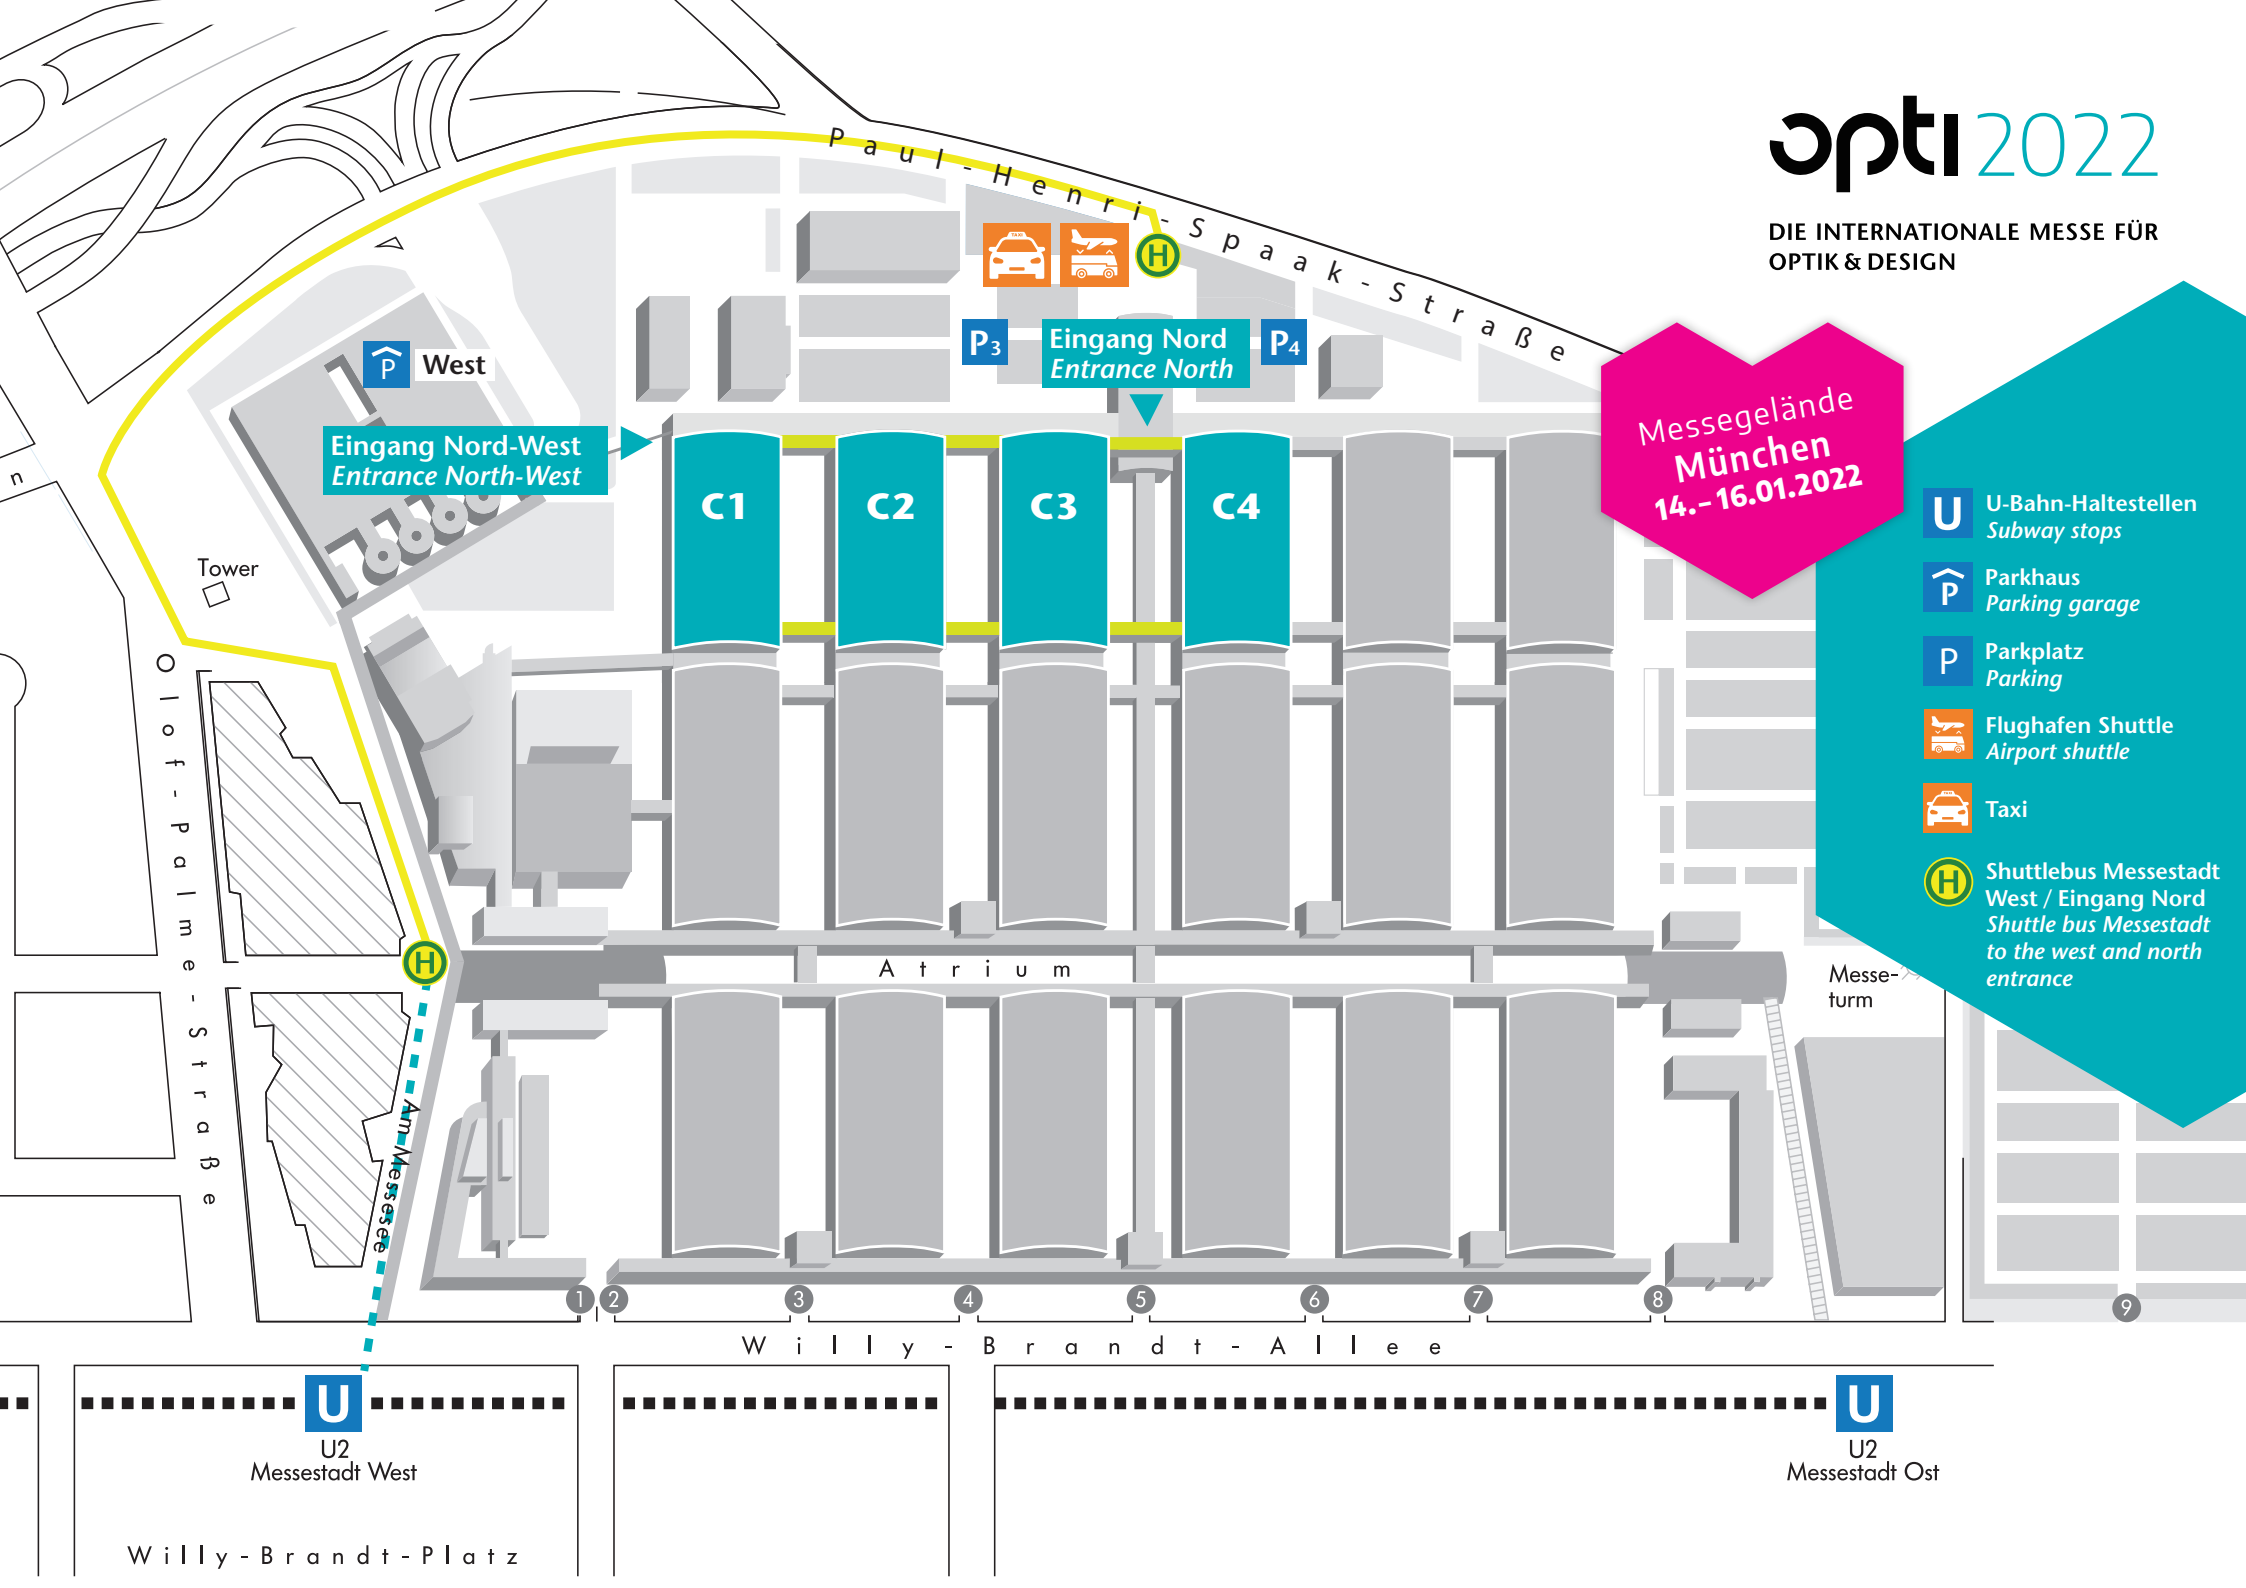 opti 2022
DIE INTERNATIONALE MESSE FÜR
OPTIK & DESIGN
Paul-Henri-Spaak-Straße
TAXI
H
P3
Eingang Nord
Entrance North
P4
P
West
Eingang Nord-West
Entrance North-West
Messegelände
München
14.–16.01.2022
n
C1
C2
C3
C4
Tower
U
U-Bahn-Haltestellen
Subway stops
P
Parkhaus
Parking garage
P
Parkplatz
Parking
Flughafen Shuttle
Airport shuttle
Taxi
H
Shuttlebus Messestadt
West / Eingang Nord
Shuttle bus Messestadt
to the west and north
entrance
Olof-Palme-Straße
H
Atrium
Messe-
turm
Am Messesee
1
2
3
4
5
6
7
8
9
Willy-Brandt-Allee
U
U2
Messestadt West
U
U2
Messestadt Ost
Willy-Brandt-Platz